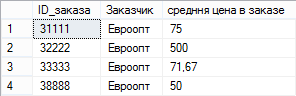 ID_заказа Заказчик средння цена в заказе
1 31111 Евроопт 75
2 32222 Евроопт 500
3 33333 Евроопт 71,67
4 38888 Евроопт 50